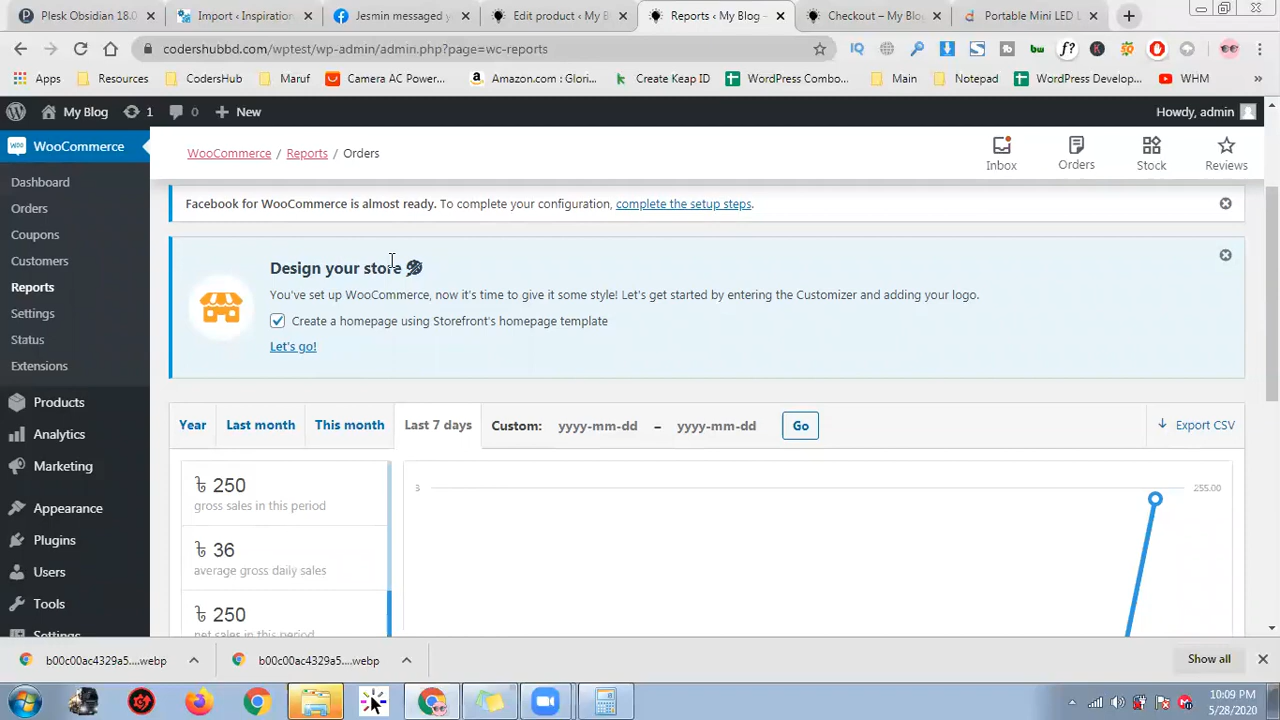 Plesk Obsidian 18.0
Import ‹ Inspiration
Jesmin messaged y
Edit product ‹ My B
Reports ‹ My Blog –
Checkout – My Blog
Portable Mini LED L
codershubbd.com/wptest/wp-admin/admin.php?page=wc-reports
Apps
Resources
CodersHub
Maruf
Camera AC Power...
Amazon.com : Glori...
Create Keap ID
WordPress Combo...
Main
Notepad
WordPress Develop...
WHM
My Blog
1
0
New
Howdy, admin
WooCommerce
WooCommerce / Reports / Orders
Inbox
Orders
Stock
Reviews
Dashboard
Orders
Coupons
Customers
Reports
Settings
Status
Extensions
Products
Analytics
Marketing
Appearance
Plugins
Users
Tools
Settings
Facebook for WooCommerce is almost ready. To complete your configuration, complete the setup steps.
Design your store
You've set up WooCommerce, now it's time to give it some style! Let's get started by entering the Customizer and adding your logo.
Create a homepage using Storefront's homepage template
Let's go!
Year
Last month
This month
Last 7 days
Custom:
yyyy-mm-dd – yyyy-mm-dd
Go
Export CSV
৳ 250
gross sales in this period
৳ 36
average gross daily sales
৳ 250
net sales in this period
255.00
b00c00ac4329a5....webp
b00c00ac4329a5....webp
Show all
10:09 PM
5/28/2020